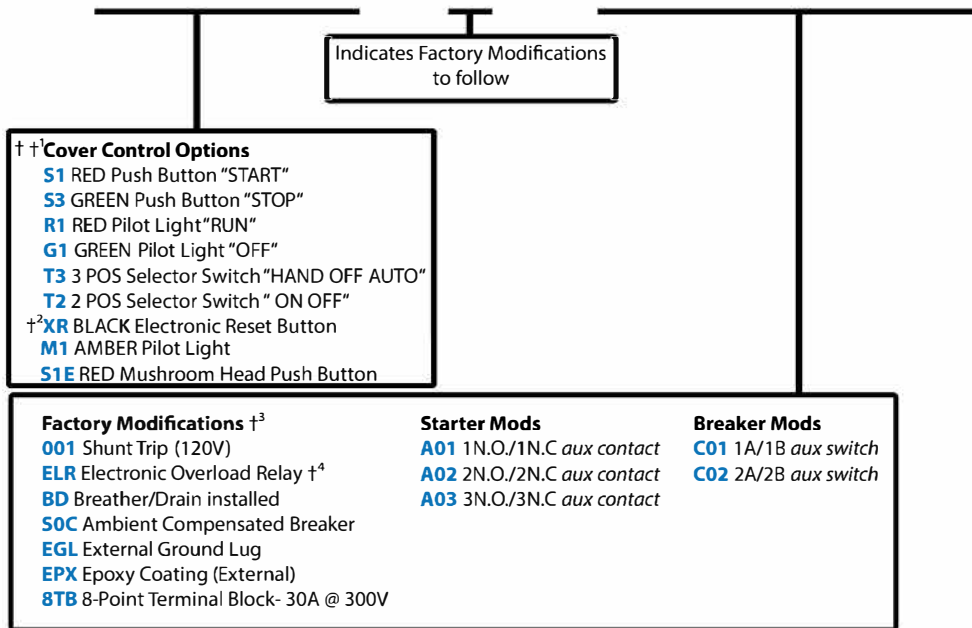 Indicates Factory Modifications
to follow
† †¹Cover Control Options
S1 RED Push Button “START“
S3 GREEN Push Button “STOP“
R1 RED Pilot Light“RUN“
G1 GREEN Pilot Light “OFF“
T3 3 POS Selector Switch “HAND OFF AUTO“
T2 2 POS Selector Switch “ ON OFF“
†²XR BLACK Electronic Reset Button
M1 AMBER Pilot Light
S1E RED Mushroom Head Push Button
Factory Modifications †³
001 Shunt Trip (120V)
ELR Electronic Overload Relay †⁴
BD Breather/Drain installed
S0C Ambient Compensated Breaker
EGL External Ground Lug
EPX Epoxy Coating (External)
8TB 8-Point Terminal Block- 30A @ 300V
Starter Mods
A01 1N.O./1N.C aux contact
A02 2N.O./2N.C aux contact
A03 3N.O./3N.C aux contact
Breaker Mods
C01 1A/1B aux switch
C02 2A/2B aux switch